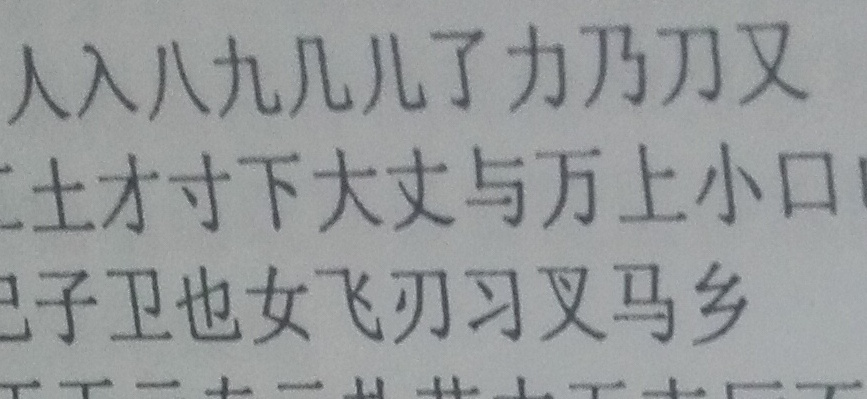 人入八九几儿了力乃刀又
土才寸下大丈与万上小口
子卫也女飞刃习叉马乡